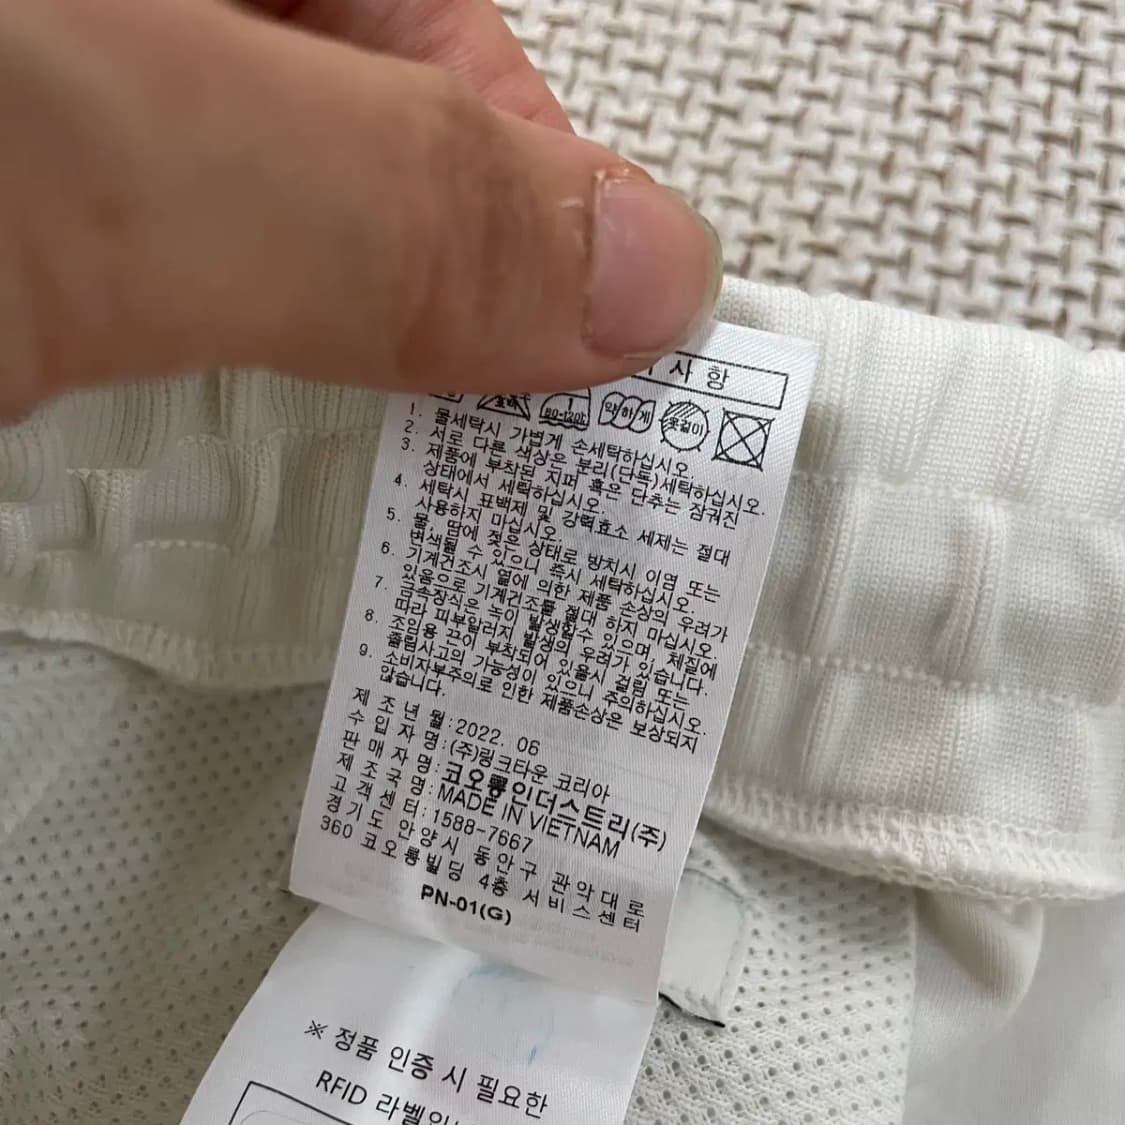 사 항
80~120℃ 약하게 옷걸이
1. 물세탁시 가볍게 손세탁하십시오.
2. 서로 다른 색상은 분리(단독)세탁하십시오.
3. 제품에 부착된 지퍼 혹은 단추는 잠궈진
상태에서 세탁하십시오.
4. 세탁시 표백제 및 강력효소 세제는 절대
사용하지 마십시오.
5. 물, 땀에 젖은 상태로 방치시 이염 또는
변색될 수 있으니 즉시 세탁하십시오.
6. 기계건조시 열에 의한 제품 손상의 우려가
있음으로 기계건조를 절대 하지 마십시오.
7. 금속장식은 녹이 발생할수 있으며, 체질에
따라 피부알러지 발생의 우려가 있습니다.
8. 조임용 끈이 부착되어 있을시 걸림 또는
졸림사고의 가능성이 있으니 주의하십시오.
9. 소비자부주의로 인한 제품손상은 보상되지
않습니다.
제 조 년 월 : 2022. 06
수 입 자 명 : (주)링크타운 코리아
판 매 자 명 : 코오롱인더스트리(주)
제 조 국 명 : MADE IN VIETNAM
고 객 센 터 : 1588-7667
경 기 도 안 양 시 동 안 구 관 악 대 로
360 코 오 롱 빌 딩 4층 서 비 스 센 터
PN-01(G)
※ 정품 인증 시 필요한
RFID 라벨입